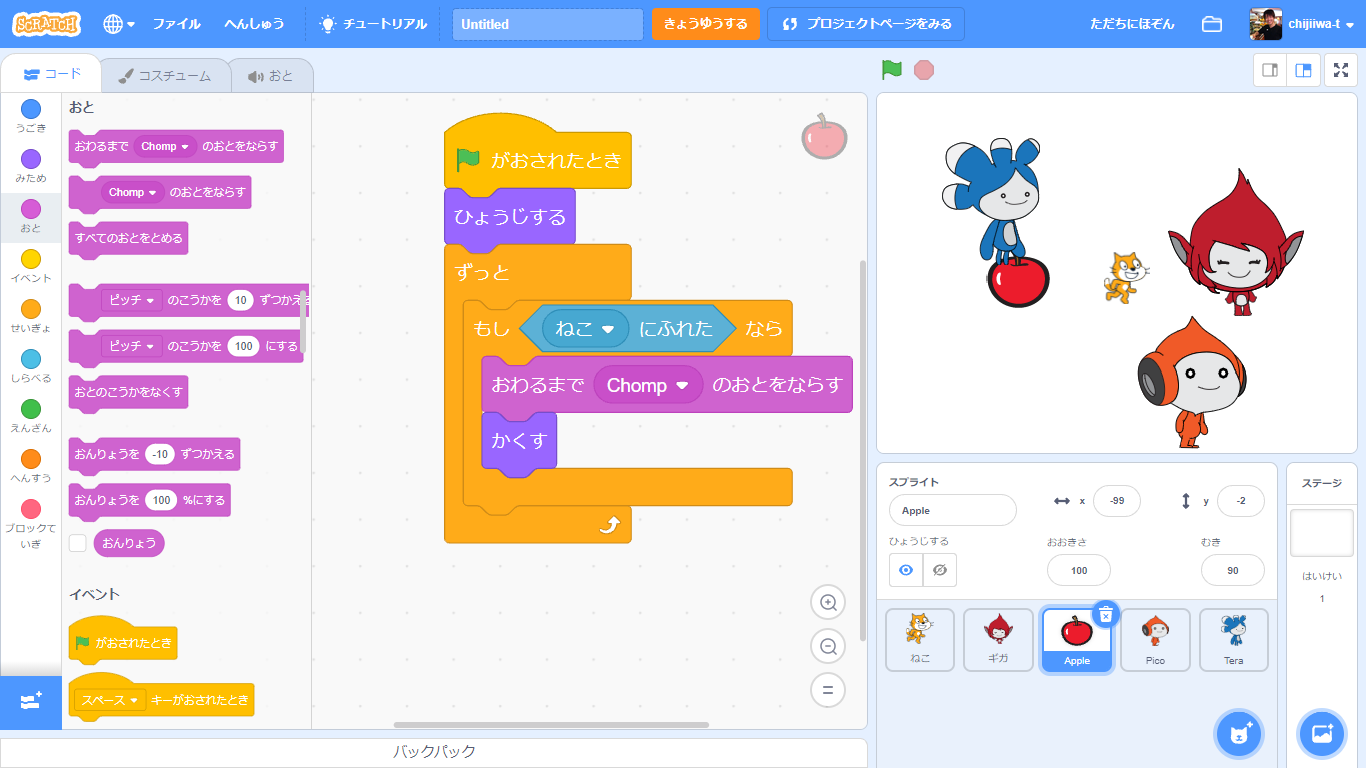 SCRATCH ファイル へんしゅう チュートリアル Untitled きょうゆうする プロジェクトページをみる ただちにほぞん chijiiwa-t
コード コスチューム おと
うごき
みため
おと
イベント
せいぎょ
しらべる
えんざん
へんすう
ブロックていぎ
おと
おわるまで Chomp のおとをならす
Chomp のおとをならす
すべてのおとをとめる
ピッチ のこうかを 10 ずつかえる
ピッチ のこうかを 100 にする
おとのこうかをなくす
おんりょうを -10 ずつかえる
おんりょうを 100 %にする
おんりょう
イベント
がおされたとき
スペース キーがおされたとき
がおされたとき
ひょうじする
ずっと
もし ねこ にふれた なら
おわるまで Chomp のおとをならす
かくす
バックパック
スプライト
Apple
x -99
y -2
ひょうじする
おおきさ
100
むき
90
ねこ
ギガ
Apple
Pico
Tera
ステージ
はいけい
1